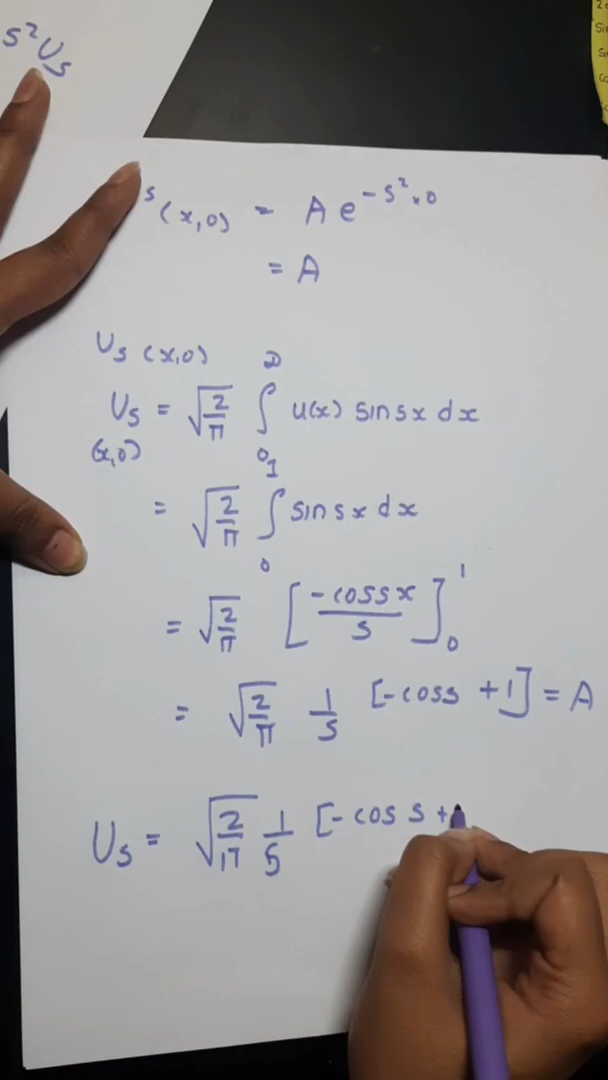 s²Us
s (x,0) = A e^{-s²×0}
= A
Us (x,0)
Us = √(2/π) ∫₀^∞ u(x) sin sx dx
(x,0)
= √(2/π) ∫₀¹ sin sx dx
= √(2/π) [-cos sx / s]₀¹
= √(2/π) 1/s [-cos s + 1] = A
Us = √(2/π) 1/s [-cos s +